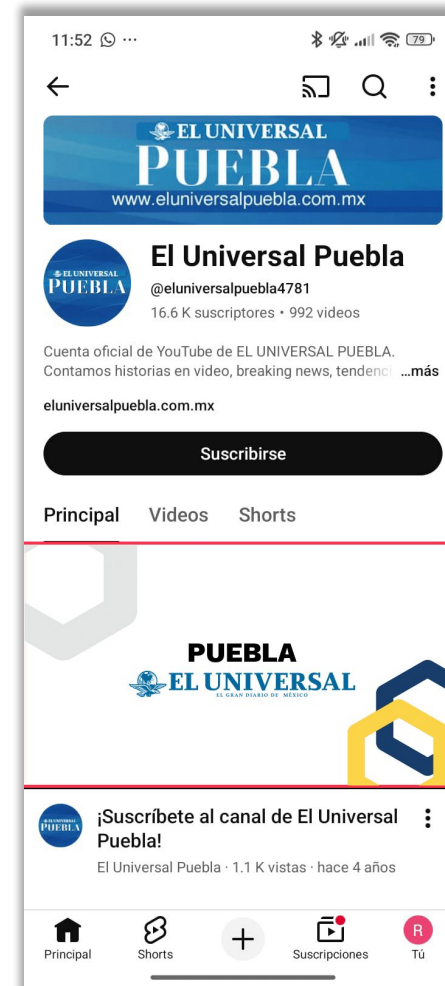 11:52
79
EL UNIVERSAL
PUEBLA
www.eluniversalpuebla.com.mx
EL UNIVERSAL
PUEBLA
El Universal Puebla
@eluniversalpuebla4781
16.6 K suscriptores • 992 videos
Cuenta oficial de YouTube de EL UNIVERSAL PUEBLA.
Contamos historias en video, breaking news, tendenci ...más
eluniversalpuebla.com.mx
Suscribirse
Principal Videos Shorts
PUEBLA
EL UNIVERSAL
EL GRAN DIARIO DE MÉXICO
PUEBLA
¡Suscríbete al canal de El Universal
Puebla!
El Universal Puebla · 1.1 K vistas · hace 4 años
R
Principal Shorts Suscripciones Tú